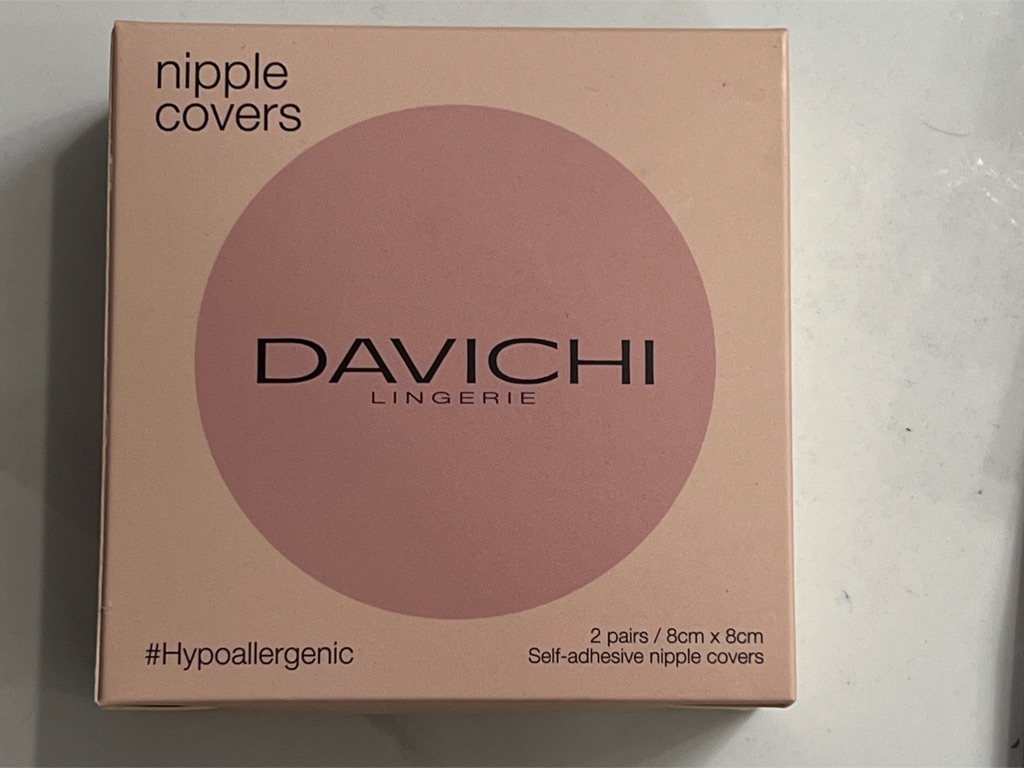 nipple
covers
DAVICHI
LINGERIE
#Hypoallergenic
2 pairs / 8cm x 8cm
Self-adhesive nipple covers